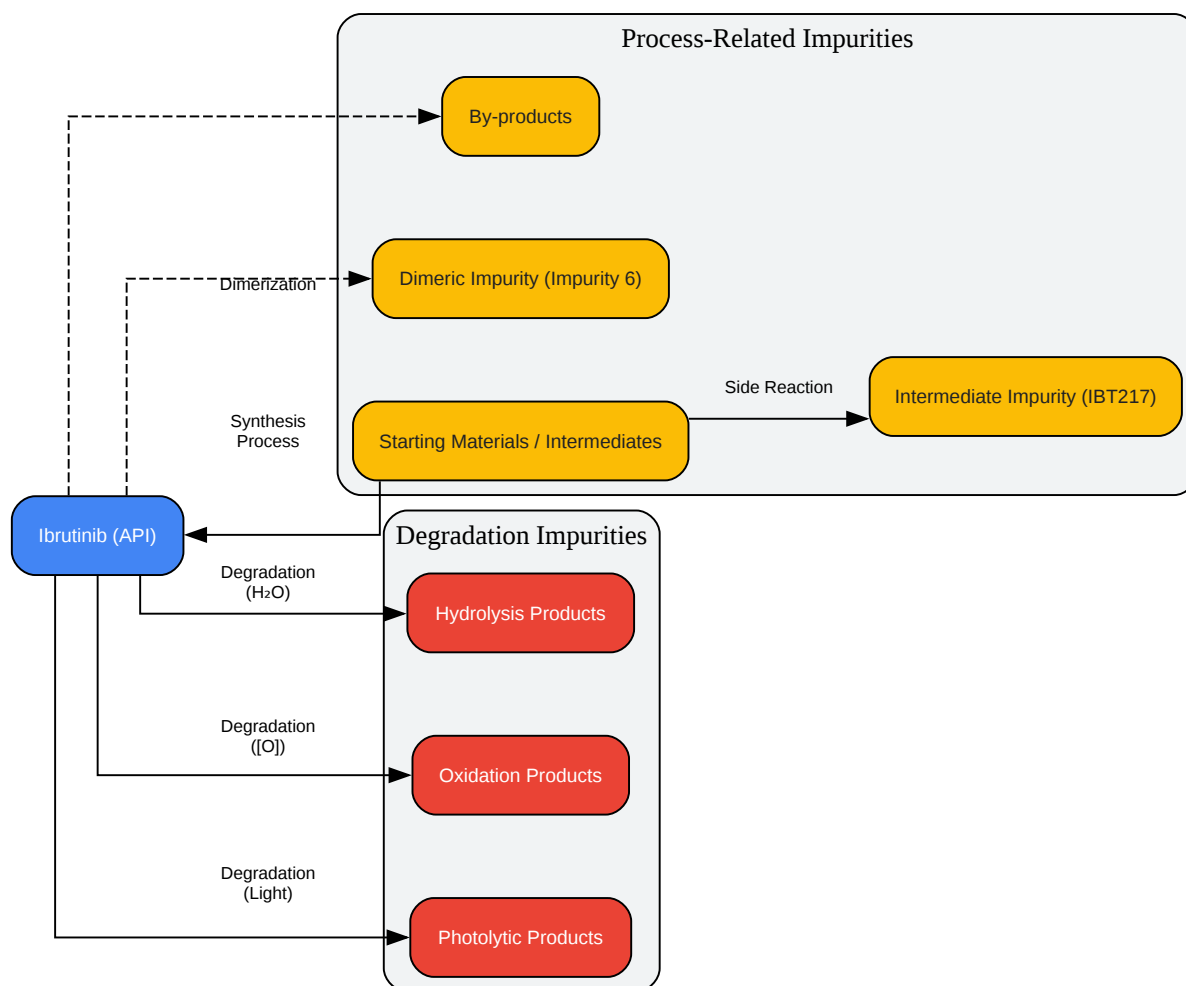 Process-Related Impurities
By-products
Dimerization
Dimeric Impurity (Impurity 6)
Side Reaction
Intermediate Impurity (IBT217)
Synthesis
Process
Starting Materials / Intermediates
Ibrutinib (API)
Degradation Impurities
Degradation
(H₂O)
Hydrolysis Products
Degradation
([O])
Oxidation Products
Degradation
(Light)
Photolytic Products